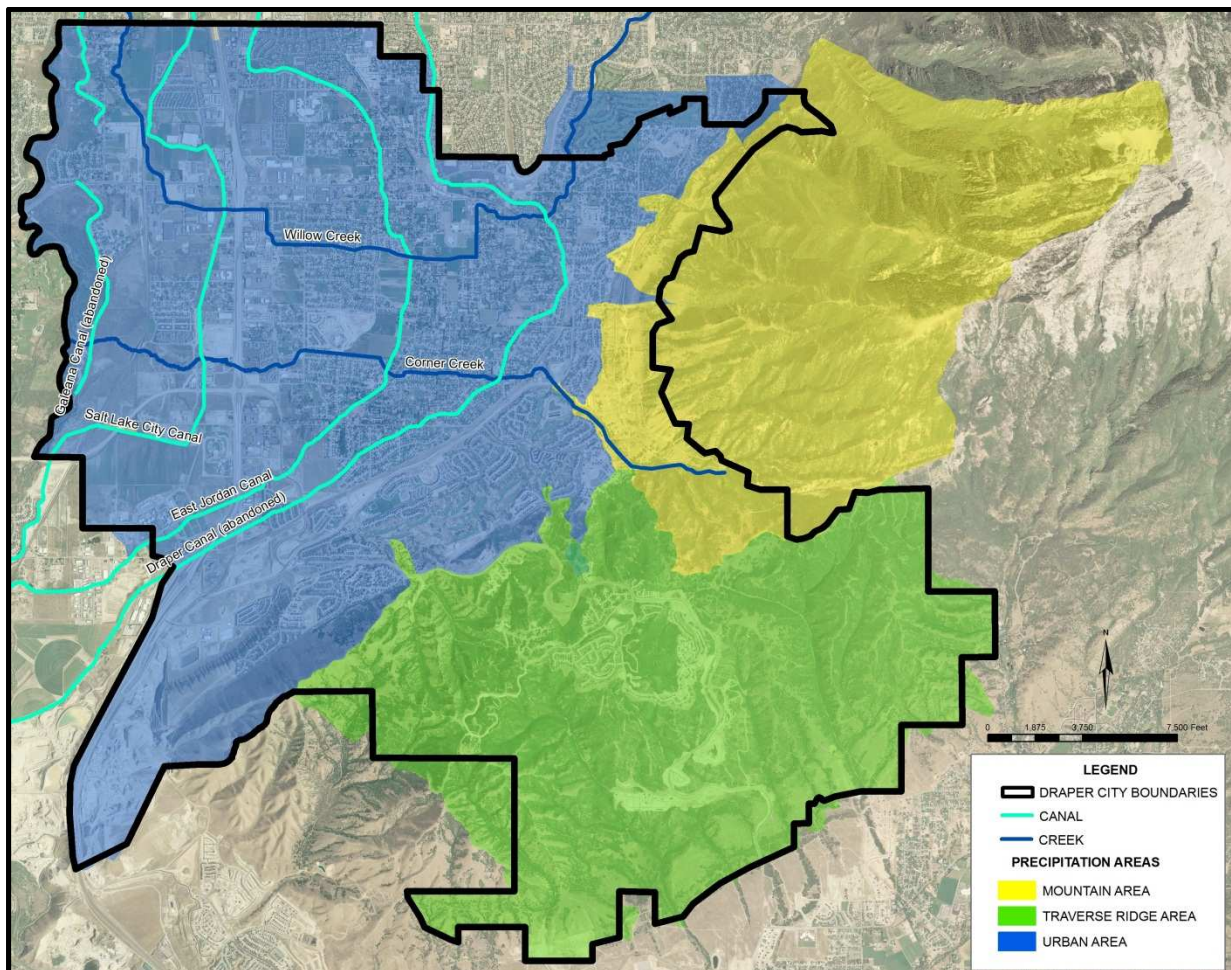 Willow Creek
Corner Creek
Galeana Canal (abandoned)
Salt Lake City Canal
East Jordan Canal
Draper Canal (abandoned)
N
0 1,875 3,750 7,500 Feet
LEGEND
DRAPER CITY BOUNDARIES
CANAL
CREEK
PRECIPITATION AREAS
MOUNTAIN AREA
TRAVERSE RIDGE AREA
URBAN AREA